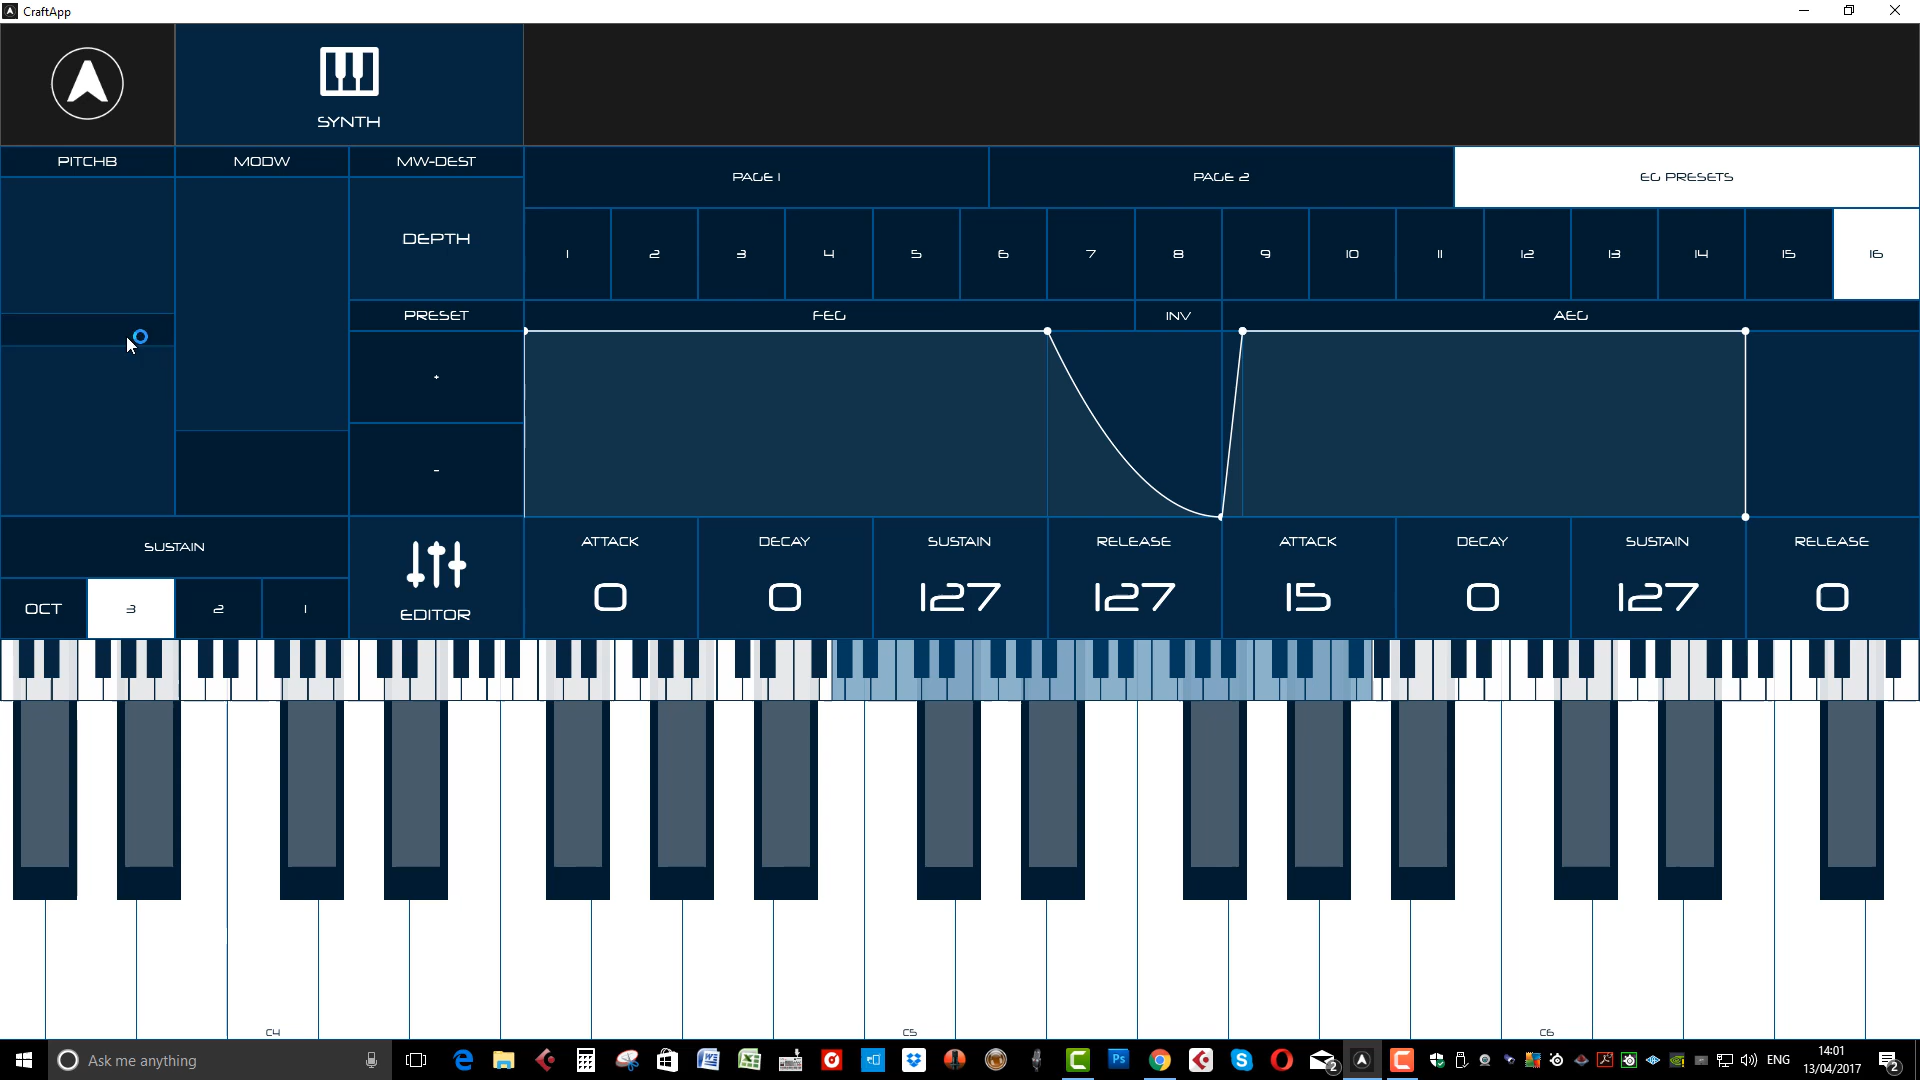 CraftApp
SYNTH
PITCHB MODW MW-DEST PAGE 1 PAGE 2 EG PRESETS
DEPTH 1 2 3 4 5 6 7 8 9 10 11 12 13 14 15 16
PRESET FEG INV AEG
+
-
SUSTAIN ATTACK DECAY SUSTAIN RELEASE ATTACK DECAY SUSTAIN RELEASE
0 0 127 127 15 0 127 0
OCT 3 2 1 EDITOR
C4 C5 C6
Ask me anything 2 ENG 14:01
13/04/2017 2